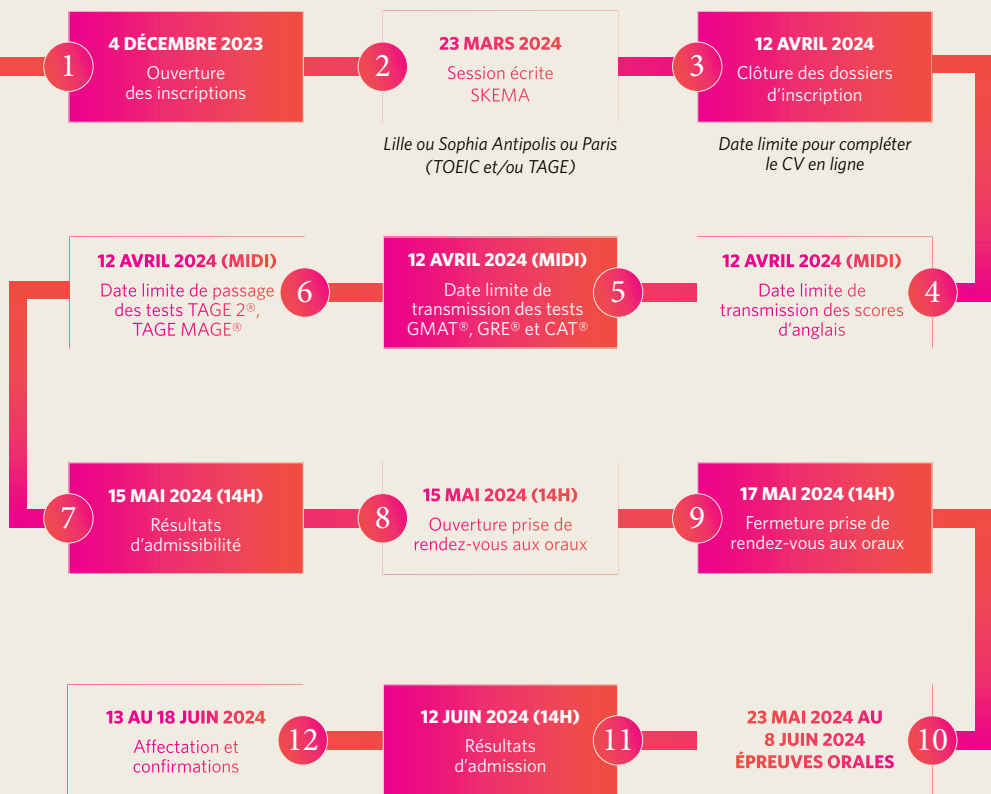 1
4 DÉCEMBRE 2023
Ouverture
des inscriptions
2
23 MARS 2024
Session écrite
SKEMA
Lille ou Sophia Antipolis ou Paris
(TOEIC et/ou TAGE)
3
12 AVRIL 2024
Clôture des dossiers
d'inscription
Date limite pour compléter
le CV en ligne
4
12 AVRIL 2024 (MIDI)
Date limite de
transmission des scores
d'anglais
5
12 AVRIL 2024 (MIDI)
Date limite de
transmission des tests
GMAT®, GRE® et CAT®
6
12 AVRIL 2024 (MIDI)
Date limite de passage
des tests TAGE 2®,
TAGE MAGE®
7
15 MAI 2024 (14H)
Résultats
d'admissibilité
8
15 MAI 2024 (14H)
Ouverture prise de
rendez-vous aux oraux
9
17 MAI 2024 (14H)
Fermeture prise de
rendez-vous aux oraux
10
23 MAI 2024 AU
8 JUIN 2024
ÉPREUVES ORALES
11
12 JUIN 2024 (14H)
Résultats
d'admission
12
13 AU 18 JUIN 2024
Affectation et
confirmations